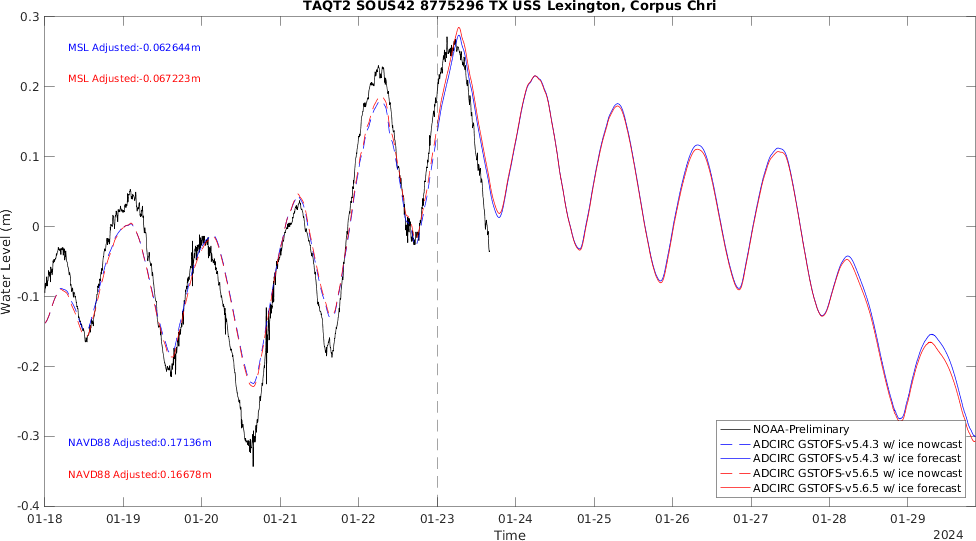 TAQT2 SOUS42 8775296 TX USS Lexington, Corpus Chri
0.3
0.2
0.1
0
-0.1
-0.2
-0.3
-0.4
Water Level (m)
MSL Adjusted:-0.062644m
MSL Adjusted:-0.067223m
NAVD88 Adjusted:0.17136m
NAVD88 Adjusted:0.16678m
NOAA-Preliminary
ADCIRC GSTOFS-v5.4.3 w/ ice nowcast
ADCIRC GSTOFS-v5.4.3 w/ ice forecast
ADCIRC GSTOFS-v5.6.5 w/ ice nowcast
ADCIRC GSTOFS-v5.6.5 w/ ice forecast
01-18 01-19 01-20 01-21 01-22 01-23 01-24 01-25 01-26 01-27 01-28 01-29
Time
2024